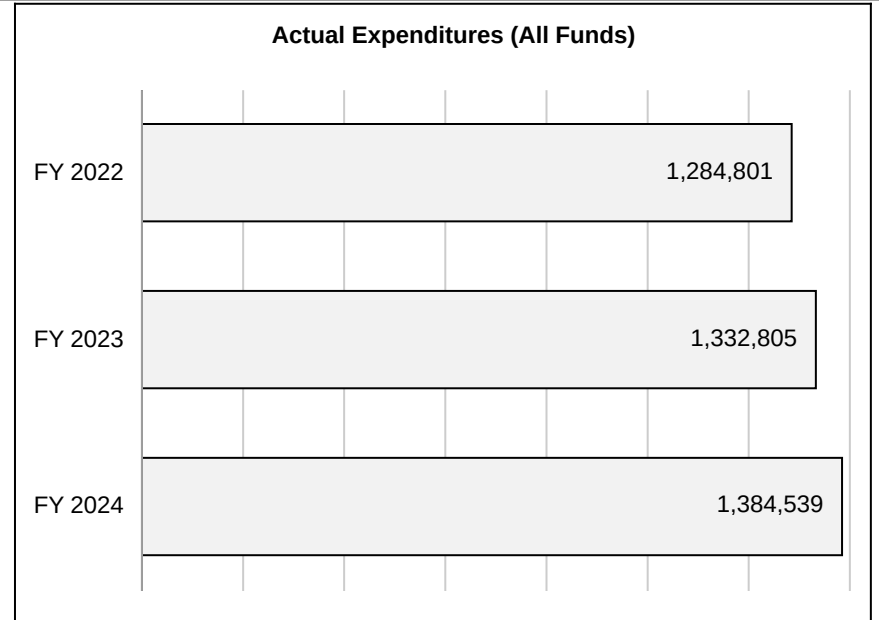 Actual Expenditures (All Funds)
FY 2022 1,284,801
FY 2023 1,332,805
FY 2024 1,384,539